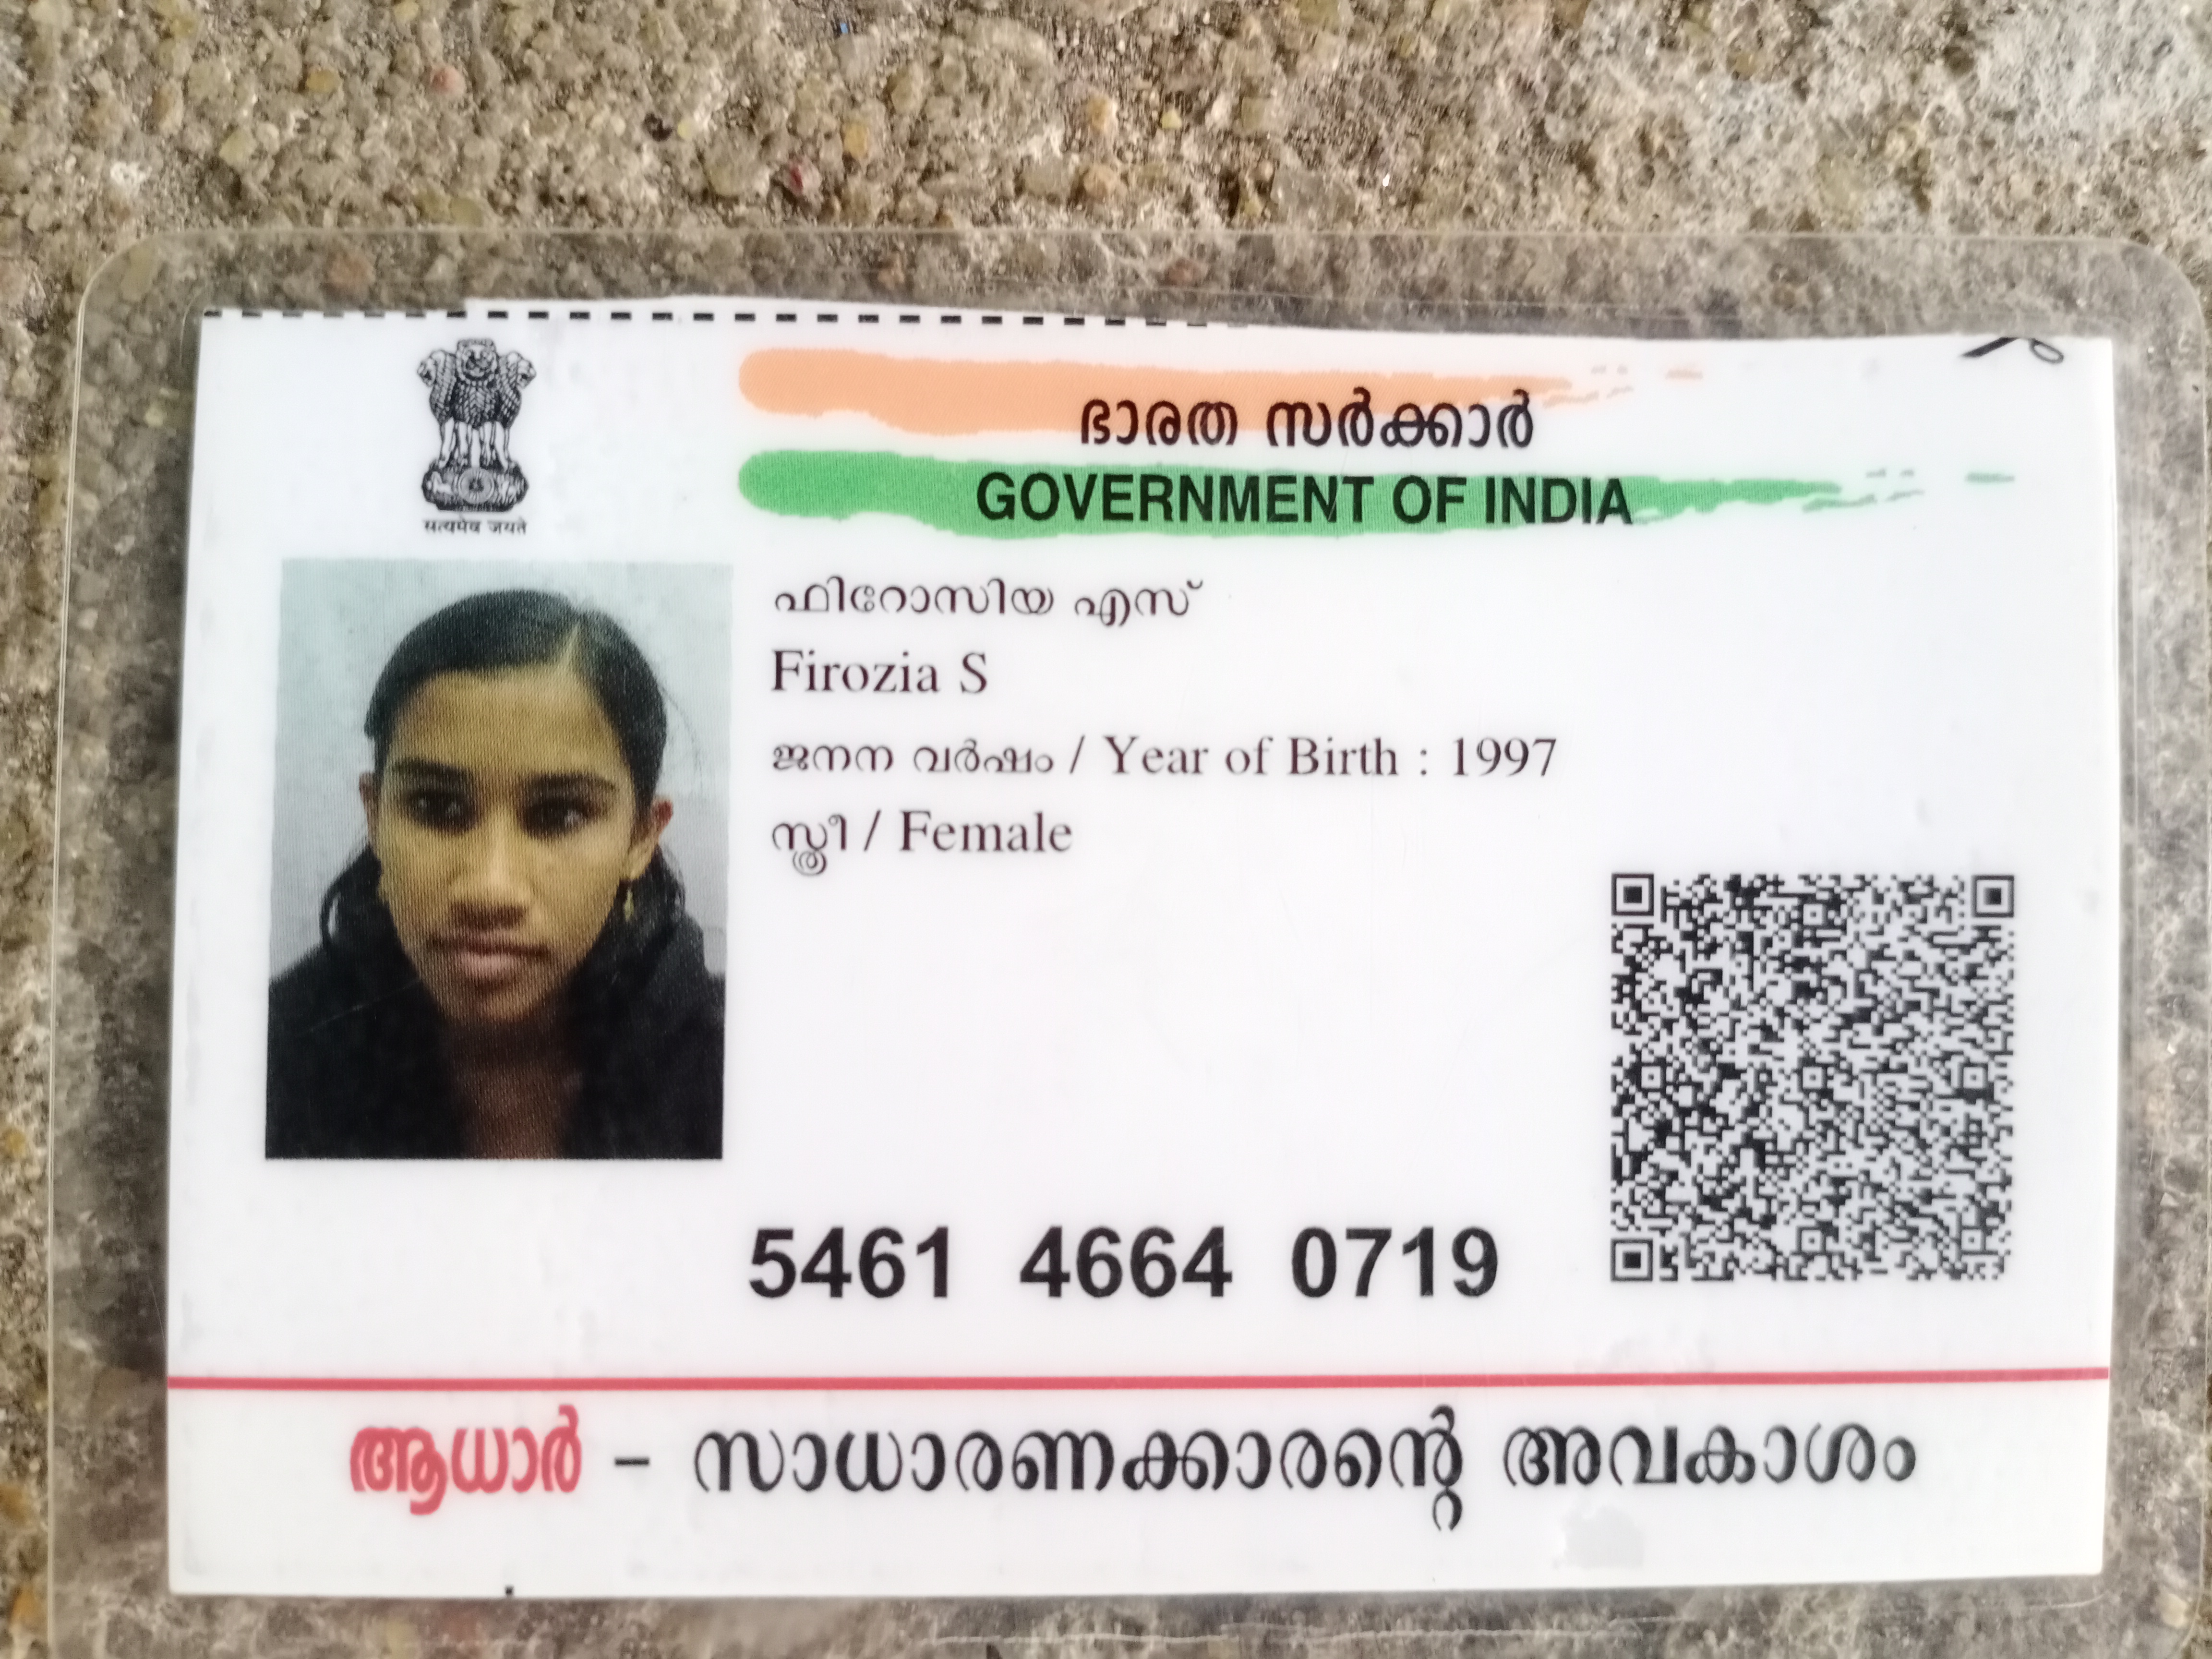 सत्यमेव जयते
ഭാരത സർക്കാർ
GOVERNMENT OF INDIA
ഫിറോസിയ എസ്
Firozia S
ജനന വർഷം / Year of Birth : 1997
സ്ത്രീ / Female
5461 4664 0719
ആധാർ – സാധാരണക്കാരന്റെ അവകാശം